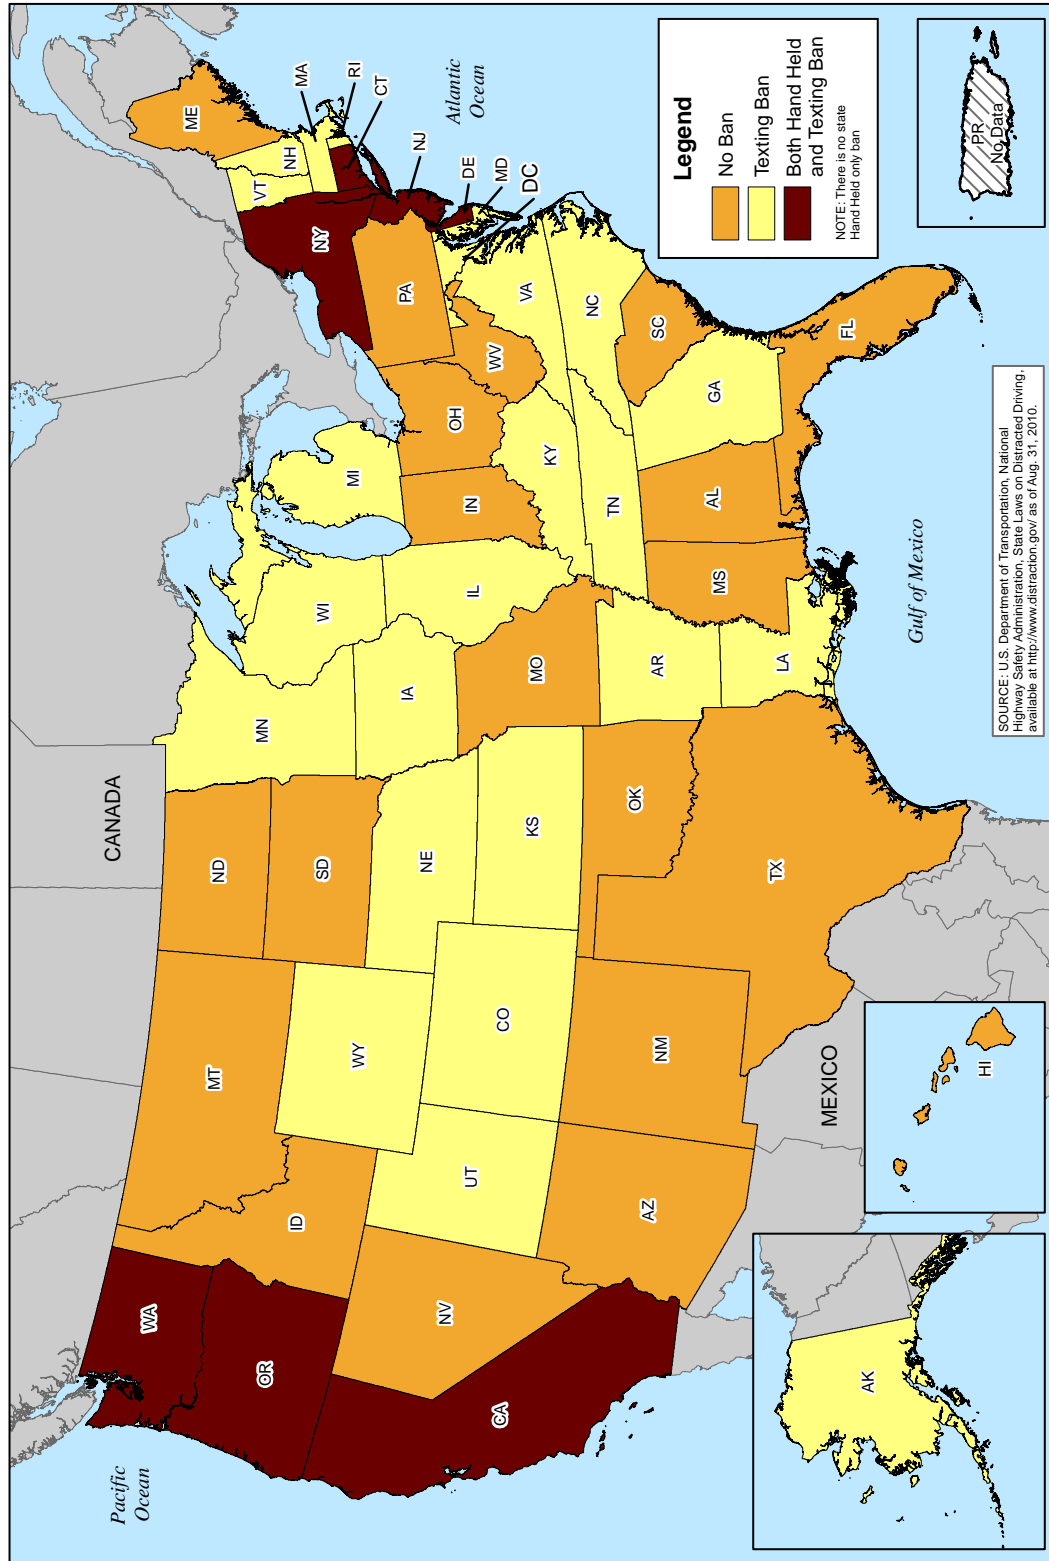 CANADA
Pacific
Ocean
WA
OR
CA
ID
NV
MT
WY
UT
AZ
CO
NM
ND
SD
NE
KS
OK
TX
MN
IA
MO
AR
LA
WI
IL
MI
IN
OH
KY
TN
MS
AL
GA
FL
SC
NC
VA
WV
PA
NY
VT
NH
ME
MA
RI
CT
NJ
DE
MD
DC
Atlantic
Ocean
Gulf of Mexico
MEXICO
AK
HI
PR
No Data
Legend
No Ban
Texting Ban
Both Hand Held
and Texting Ban
NOTE: There is no state
Hand Held only ban
SOURCE: U.S. Department of Transportation, National
Highway Safety Administration, State Laws on Distracted Driving,
available at http://www.distraction.gov/ as of Aug. 31, 2010.